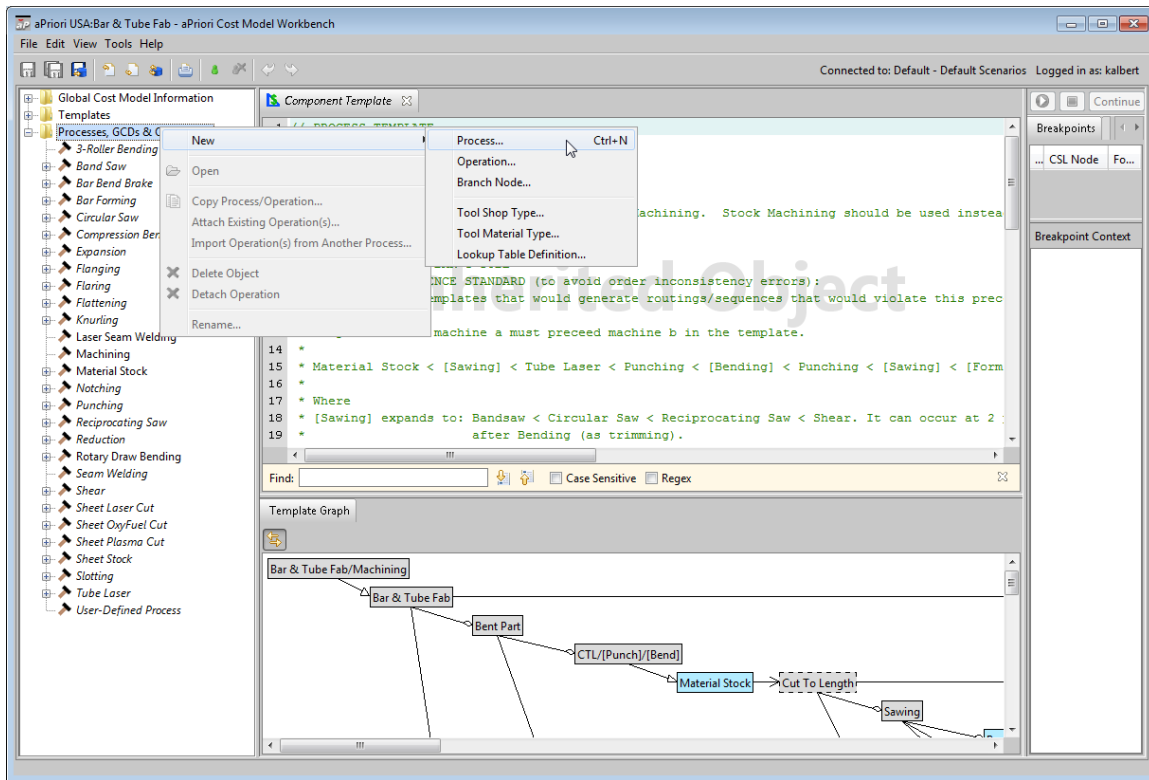 aPriori USA:Bar & Tube Fab - aPriori Cost Model Workbench
File Edit View Tools Help
Connected to: Default - Default Scenarios Logged in as: kalbert
Global Cost Model Information
Templates
Processes, GCDs &
3-Roller Bending
Band Saw
Bar Bend Brake
Bar Forming
Circular Saw
Compression
Expansion
Flanging
Flaring
Flattening
Knurling
Laser Seam Welding
Machining
Material Stock
Notching
Punching
Reciprocating Saw
Reduction
Rotary Draw Bending
Seam Welding
Shear
Sheet Laser Cut
Sheet OxyFuel Cut
Sheet Plasma Cut
Sheet Stock
Slotting
Tube Laser
User-Defined Process
New
Open
Copy Process/Operation...
Attach Existing Operation(s)...
Import Operation(s) from Another Process...
Delete Object
Detach Operation
Rename...
Process... Ctrl+N
Operation...
Branch Node...
Tool Shop Type...
Tool Material Type...
Lookup Table Definition...
Component Template
Machining. Stock Machining should be used
STANDARD (to avoid order inconsistency errors):
that would generate routings/sequences that would violate this
Object
machine a must preceed machine b in the template.
14 *
15 * Material Stock < [Sawing] < Tube Laser < Punching < [Bending] < Punching < [Sawing] < [Form
16 *
17 * Where
18 * [Sawing] expands to: Bandsaw < Circular Saw < Reciprocating Saw < Shear. It can occur at 2
19 * after Bending (as trimming).
Find: Case Sensitive Regex
Template Graph
Bar & Tube Fab/Machining
Bar & Tube Fab
Bent Part
CTL/[Punch]/[Bend]
Material Stock
Cut To Length
Sawing
Continue
Breakpoints
... CSL Node Fo...
Breakpoint Context